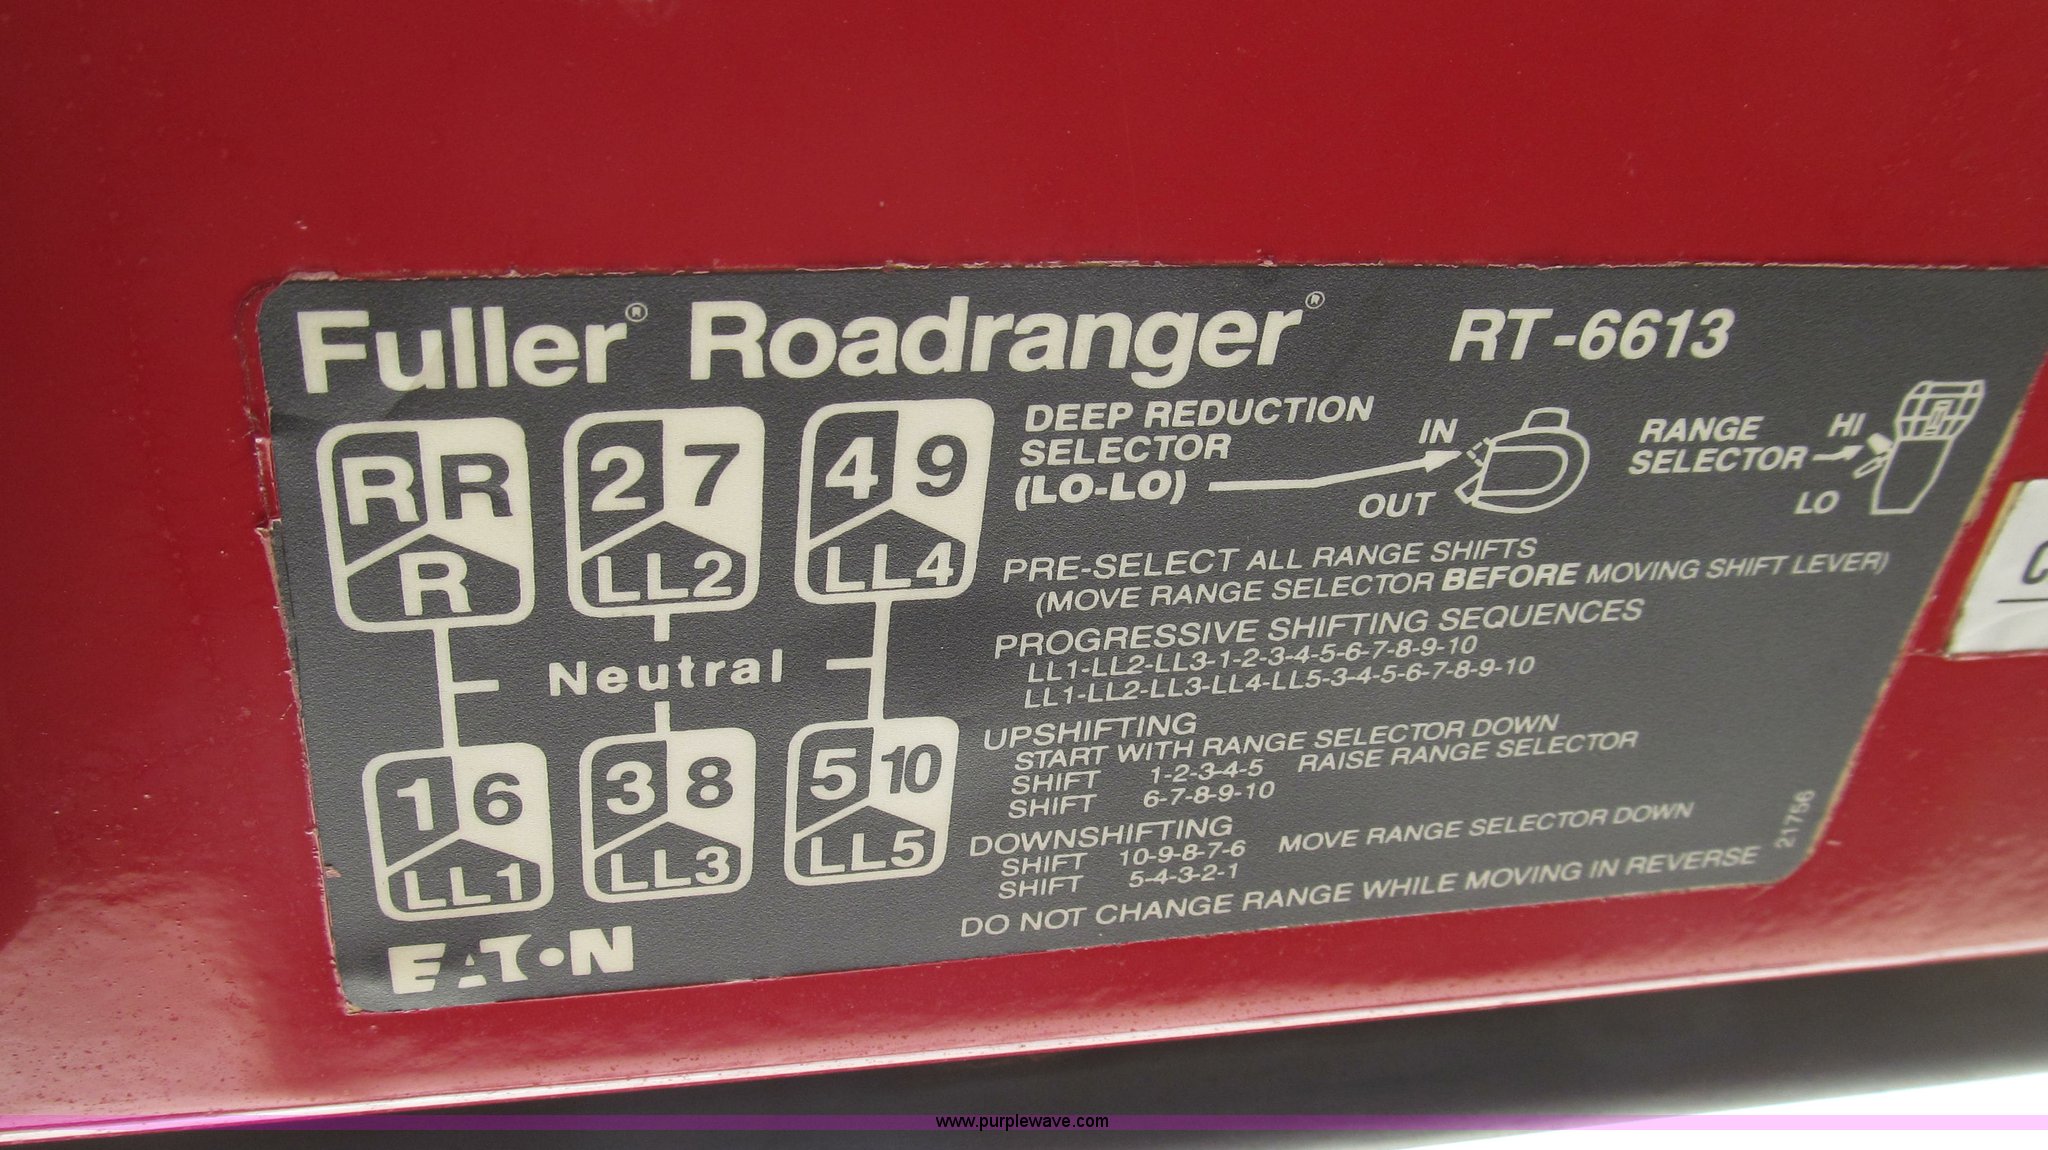 Fuller® Roadranger® RT-6613
R R R
2 7 LL2
4 9 LL4
Neutral
1 6 LL1
3 8 LL3
5 10 LL5
EATON
DEEP REDUCTION
SELECTOR
(LO-LO)
IN
OUT
RANGE
SELECTOR
HI
LO
PRE-SELECT ALL RANGE SHIFTS
(MOVE RANGE SELECTOR BEFORE MOVING SHIFT LEVER)
PROGRESSIVE SHIFTING SEQUENCES
LL1-LL2-LL3-1-2-3-4-5-6-7-8-9-10
LL1-LL2-LL3-LL4-LL5-3-4-5-6-7-8-9-10
UPSHIFTING
START WITH RANGE SELECTOR DOWN
SHIFT 1-2-3-4-5 RAISE RANGE SELECTOR
SHIFT 6-7-8-9-10
DOWNSHIFTING
SHIFT 10-9-8-7-6 MOVE RANGE SELECTOR DOWN
SHIFT 5-4-3-2-1
DO NOT CHANGE RANGE WHILE MOVING IN REVERSE
21756
www.purplewave.com